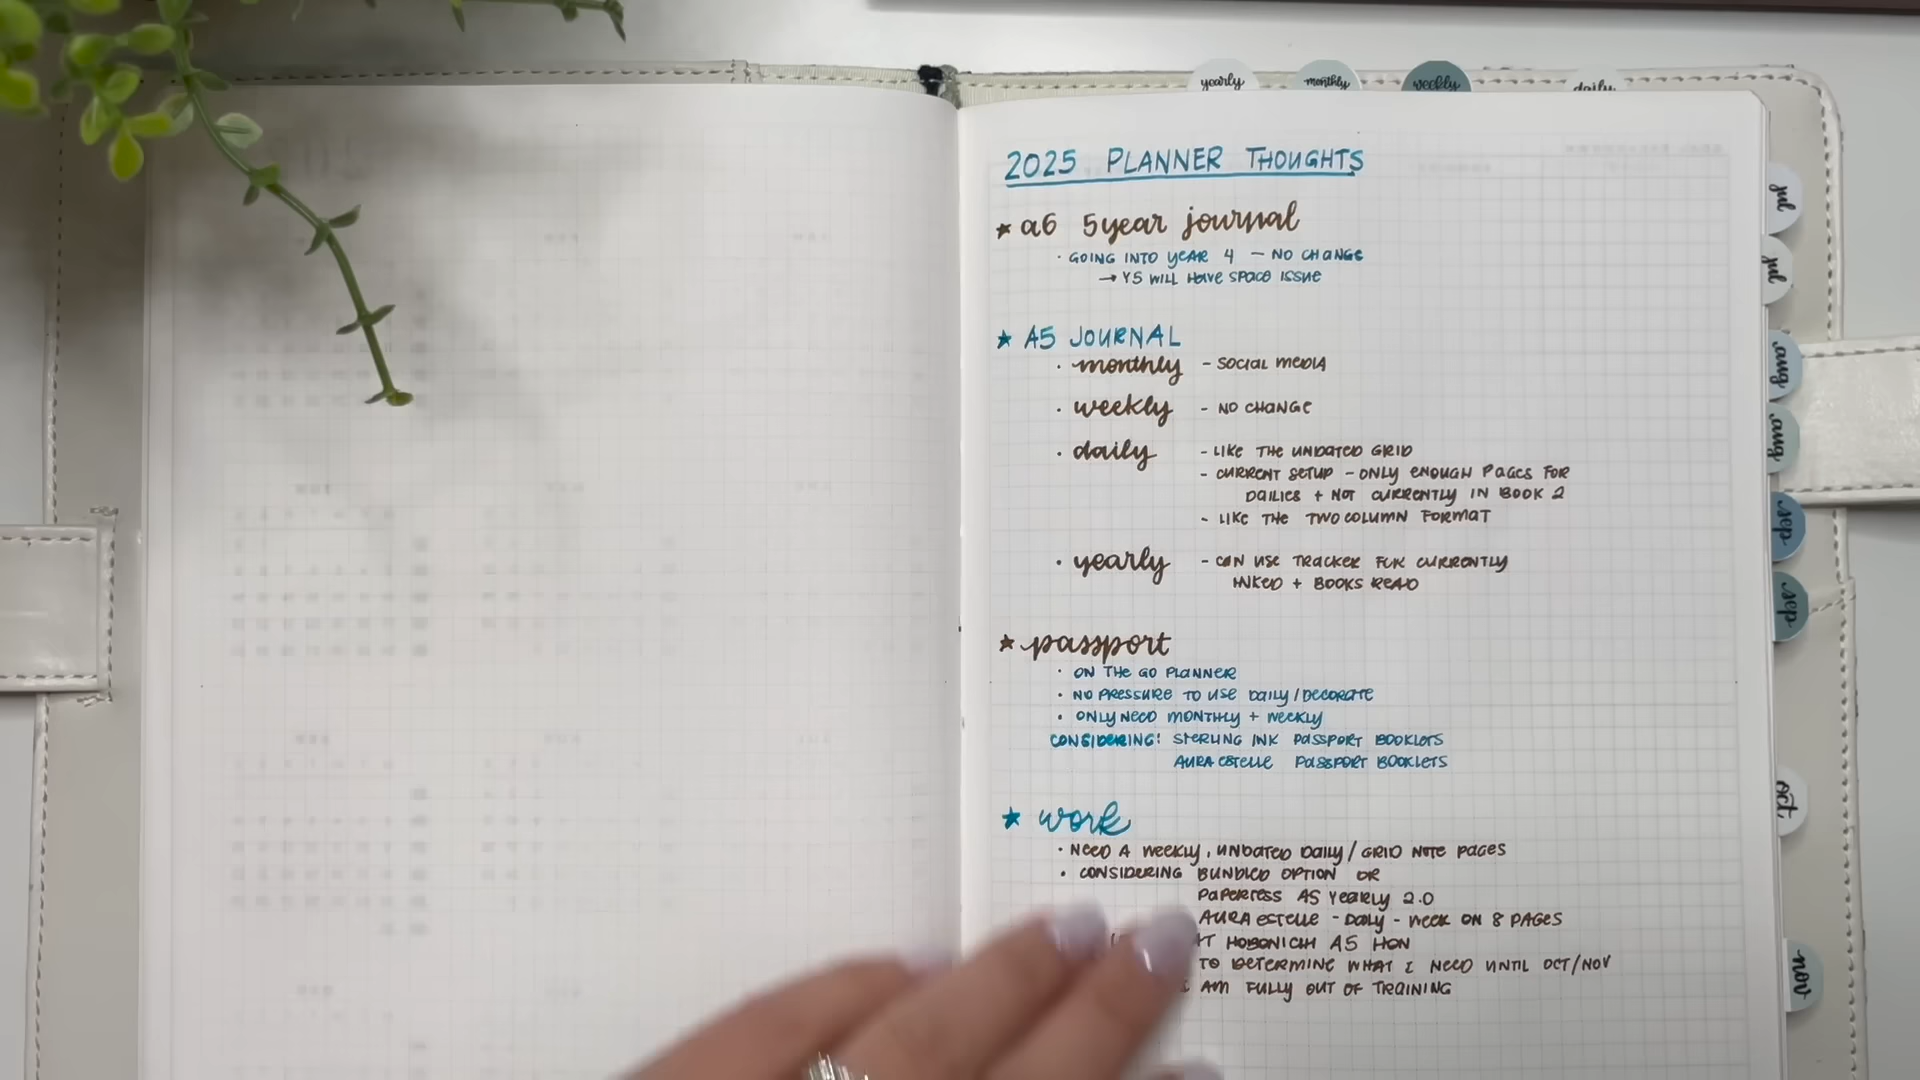 yearly
monthly
weekly
daily
2025 PLANNER THOUGHTS
★ a6 5year journal
· GOING INTO YEAR 4 — NO CHANGE
→ Y5 WILL HAVE SPACE ISSUE
★ A5 JOURNAL
· monthly - SOCIAL MEDIA
· weekly - NO CHANGE
· daily - LIKE THE UNDATED GRID
- CURRENT SETUP - ONLY ENOUGH PAGES FOR
DAILIES + NOT CURRENTLY IN BOOK 2
- LIKE THE TWO COLUMN FORMAT
· yearly - CAN USE TRACKER FUR CURRENTLY
INKED + BOOKS READ
★ passport
· ON THE GO PLANNER
· NO PRESSURE TO USE DAILY/DECORATE
· ONLY NEED MONTHLY + WEEKLY
CONSIDERING: STERLING INK PASSPORT BOOKLETS
AURA ESTELLE PASSPORT BOOKLETS
★ work
· NEED A WEEKLY, UNDATED DAILY/GRID NOTE PAGES
· CONSIDERING BUNDLED OPTION OR
PAPERTESS A5 YEARLY 2.0
AURA ESTELLE - DAILY - WEEK ON 8 PAGES
HOBONICHI A5 HON
TO DETERMINE WHAT I NEED UNTIL OCT/NOV
AM FULLY OUT OF TRAINING
jul
jul
aug
aug
sep
sep
oct
nov